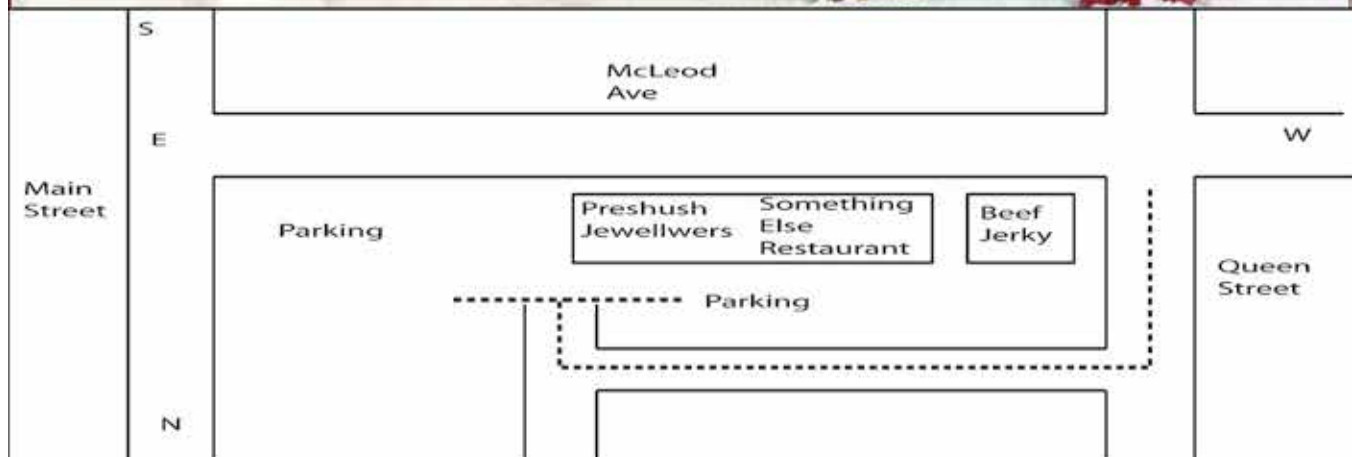 S
McLeod
Ave
E
W
Main
Street
Parking
Preshush
Jewellwers
Something
Else
Restaurant
Beef
Jerky
Queen
Street
Parking
N